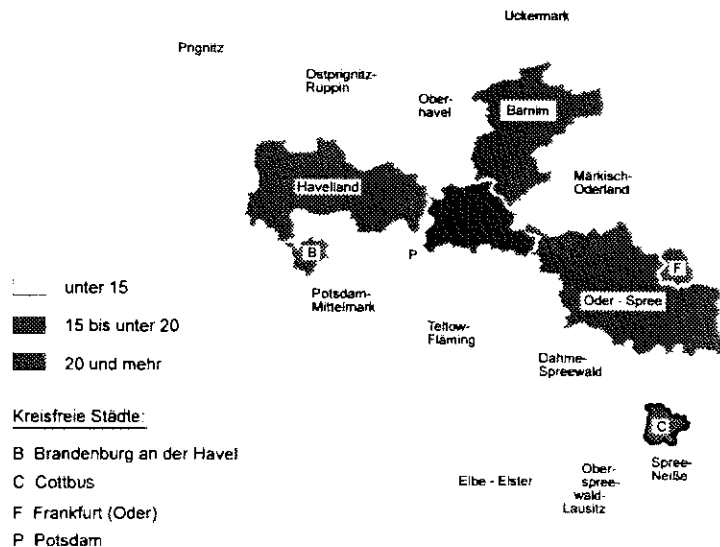 Uckermark
Prignitz
Ostprignitz-
Ruppin
Ober-
havel
Barnim
Havelland
Märkisch-
Oderland
B
P
F
unter 15
Potsdam-
Mittelmark
Oder - Spree
15 bis unter 20
Teltow-
Fläming
20 und mehr
Dahme-
Spreewald
Kreisfreie Städte:
C
B Brandenburg an der Havel
Spree-
Neiße
C Cottbus
Elbe - Elster
Ober-
spree-
wald-
Lausitz
F Frankfurt (Oder)
P Potsdam